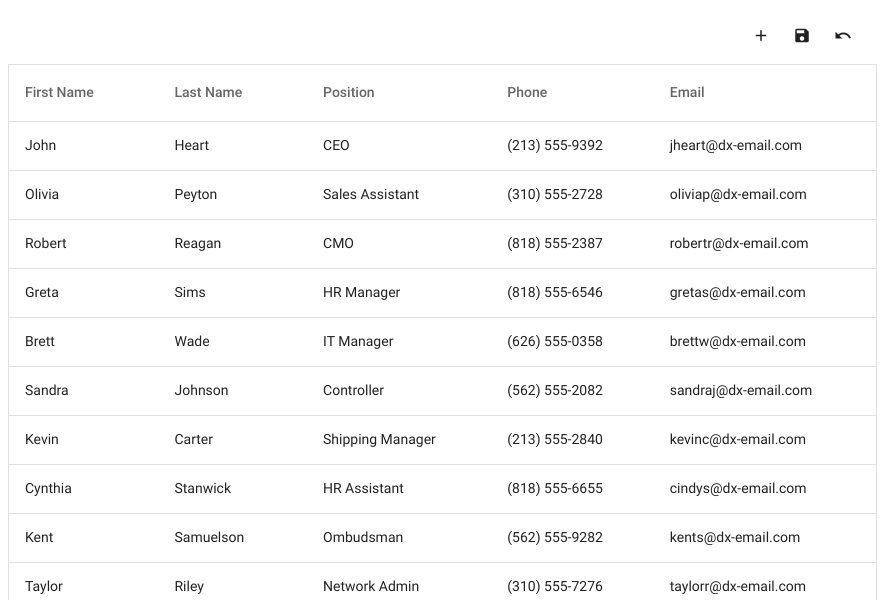 First Name Last Name Position Phone Email
John Heart CEO (213) 555-9392 jheart@dx-email.com
Olivia Peyton Sales Assistant (310) 555-2728 oliviap@dx-email.com
Robert Reagan CMO (818) 555-2387 robertr@dx-email.com
Greta Sims HR Manager (818) 555-6546 gretas@dx-email.com
Brett Wade IT Manager (626) 555-0358 brettw@dx-email.com
Sandra Johnson Controller (562) 555-2082 sandraj@dx-email.com
Kevin Carter Shipping Manager (213) 555-2840 kevinc@dx-email.com
Cynthia Stanwick HR Assistant (818) 555-6655 cindys@dx-email.com
Kent Samuelson Ombudsman (562) 555-9282 kents@dx-email.com
Taylor Riley Network Admin (310) 555-7276 taylorr@dx-email.com